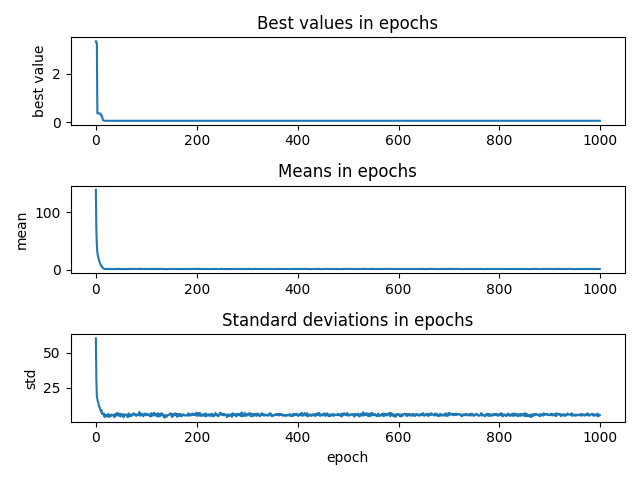 Best values in epochs
best value
2
0
0 200 400 600 800 1000
Means in epochs
mean
100
0
0 200 400 600 800 1000
Standard deviations in epochs
std
50
25
0 200 400 600 800 1000
epoch